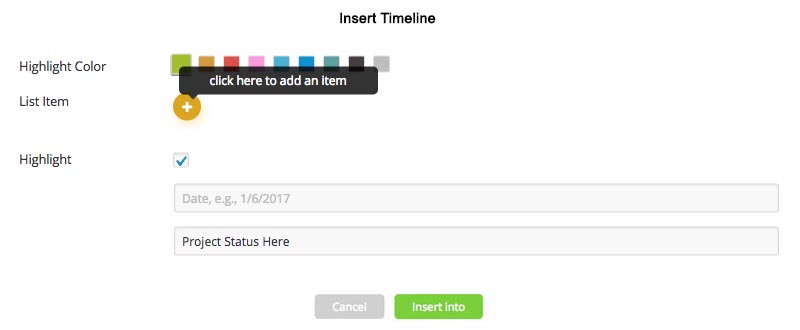 Insert Timeline
Highlight Color
click here to add an item
List Item
Highlight
Date, e.g., 1/6/2017
Project Status Here
Cancel
Insert Into